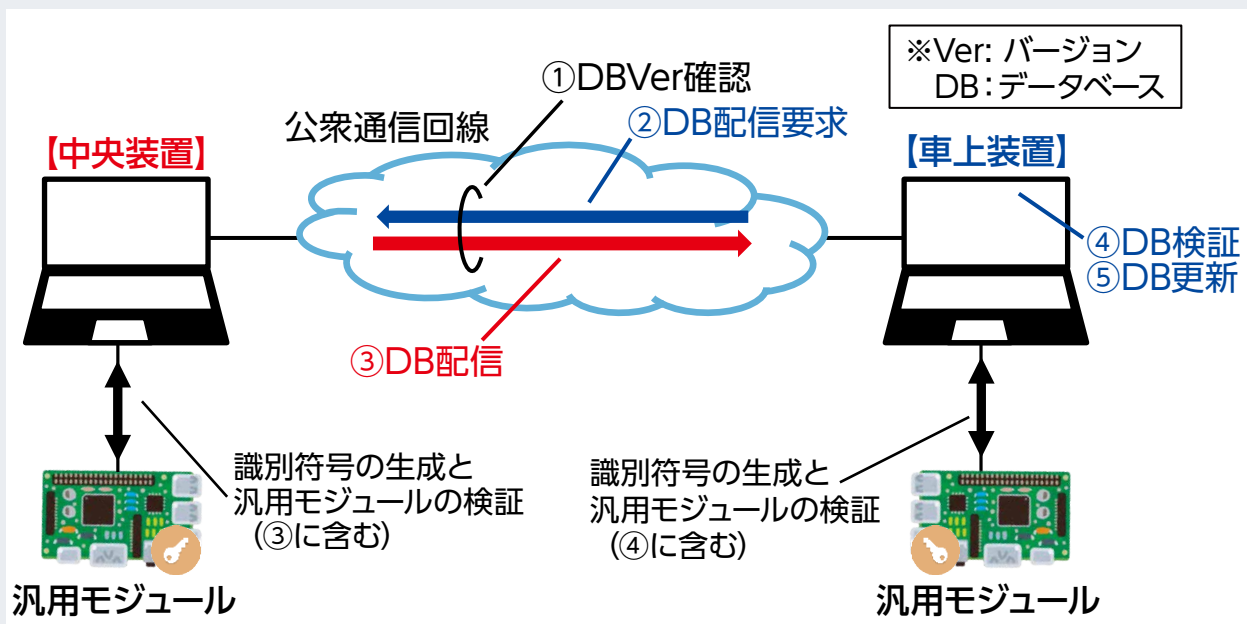 ※Ver: バージョン
DB：データベース
①DBVer確認
②DB配信要求
公衆通信回線
【中央装置】
【車上装置】
④DB検証
⑤DB更新
③DB配信
識別符号の生成と
汎用モジュールの検証
(③に含む)
識別符号の生成と
汎用モジュールの検証
(④に含む)
汎用モジュール
汎用モジュール